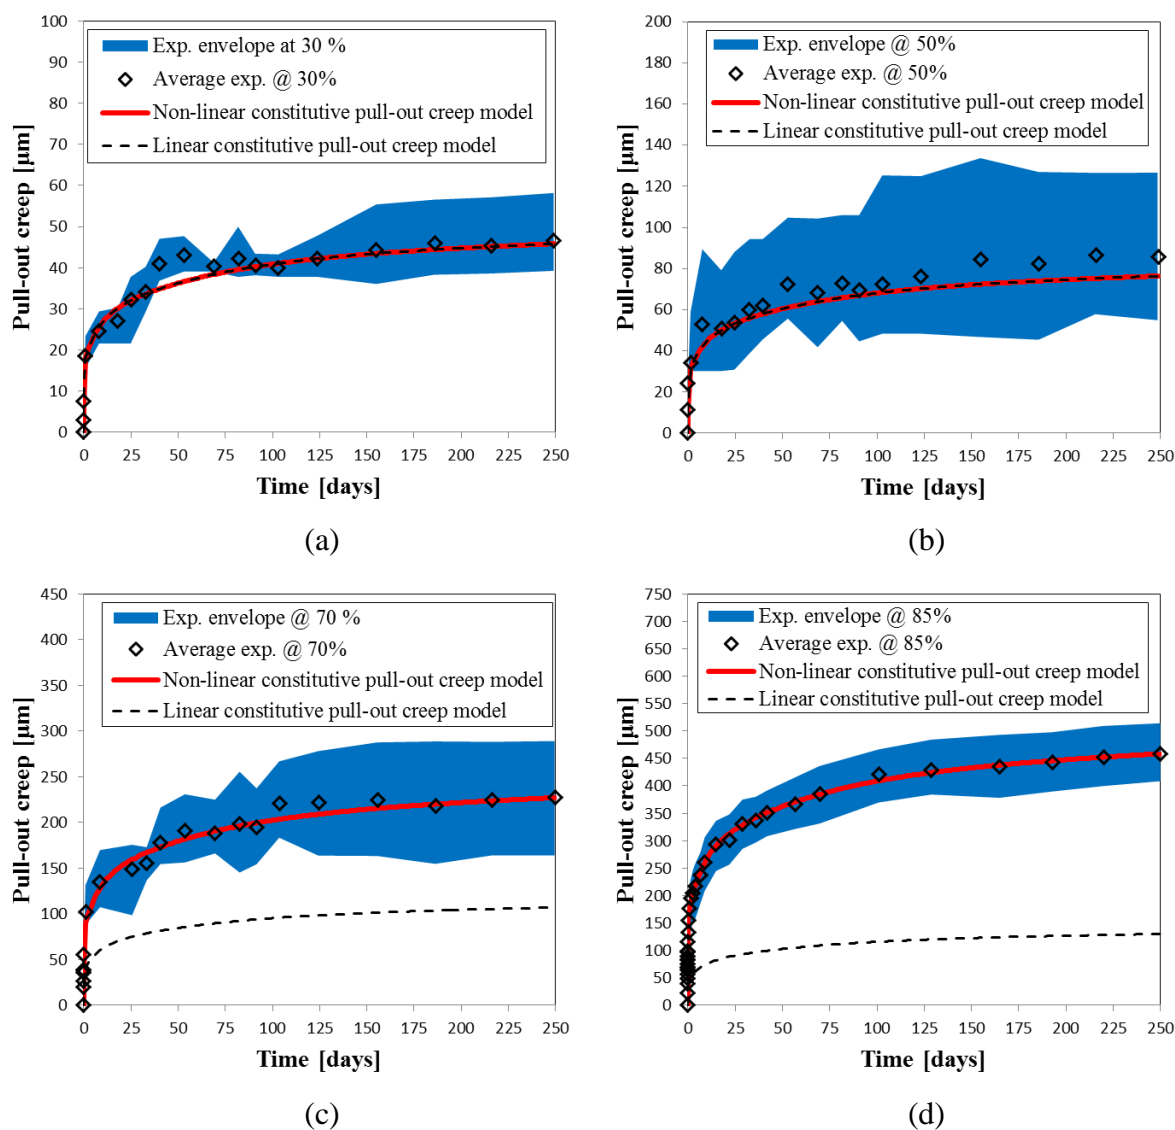 100
90
80
70
60
50
40
30
20
10
0
Pull-out creep [μm]
Exp. envelope at 30 %
Average exp. @ 30%
Non-linear constitutive pull-out creep model
Linear constitutive pull-out creep model
0 25 50 75 100 125 150 175 200 225 250
Time [days]
(a)
200
180
160
140
120
100
80
60
40
20
0
Pull-out creep [μm]
Exp. envelope @ 50%
Average exp. @ 50%
Non-linear constitutive pull-out creep model
Linear constitutive pull-out creep model
0 25 50 75 100 125 150 175 200 225 250
Time [days]
(b)
450
400
350
300
250
200
150
100
50
0
Pull-out creep [μm]
Exp. envelope @ 70 %
Average exp. @ 70%
Non-linear constitutive pull-out creep model
Linear constitutive pull-out creep model
0 25 50 75 100 125 150 175 200 225 250
Time [days]
(c)
750
700
650
600
550
500
450
400
350
300
250
200
150
100
50
0
Pull-out creep [μm]
Exp. envelope @ 85%
Average exp. @ 85%
Non-linear constitutive pull-out creep model
Linear constitutive pull-out creep model
0 25 50 75 100 125 150 175 200 225 250
Time [days]
(d)